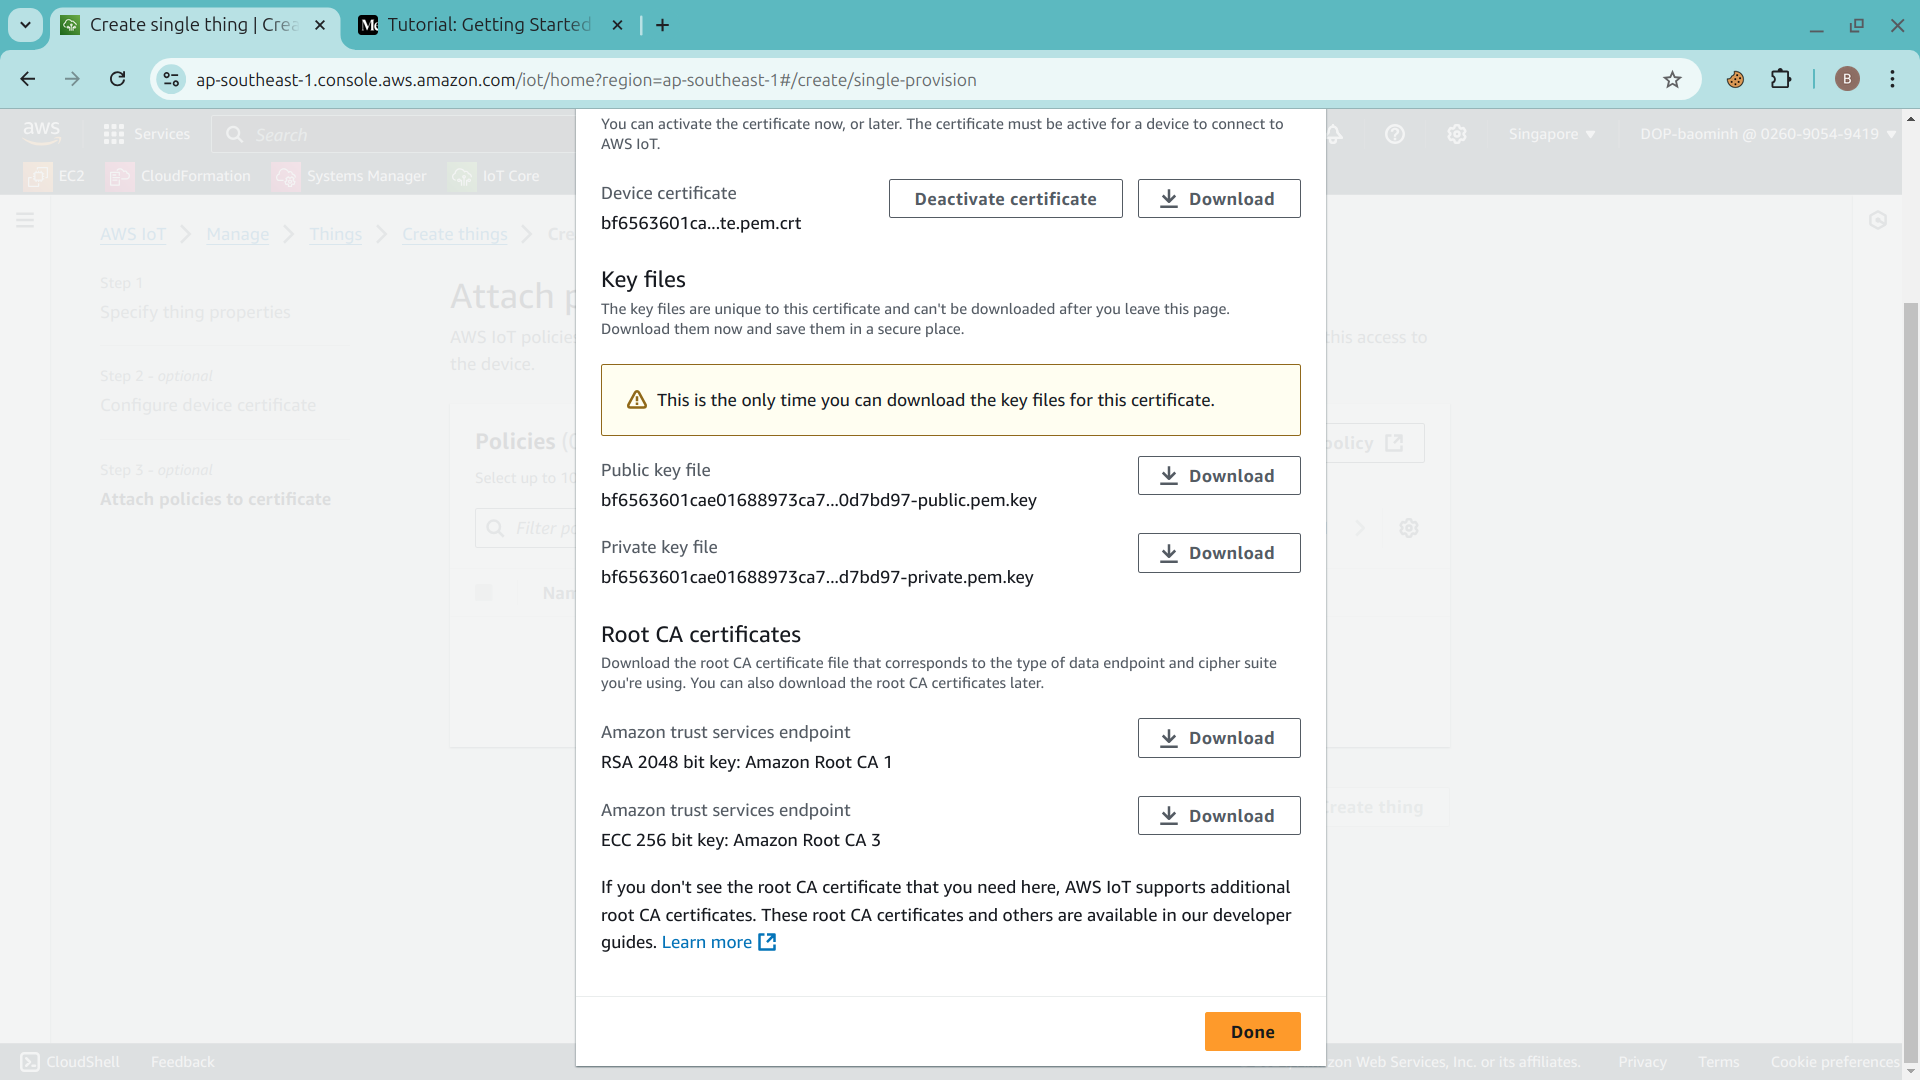 Create single thing | Crea
Tutorial: Getting Started
ap-southeast-1.console.aws.amazon.com/iot/home?region=ap-southeast-1#/create/single-provision
B
aws
Services
Search
Singapore
DOP-baominh @ 0260-9054-9419
EC2
CloudFormation
Systems Manager
IoT Core
AWS IoT
Manage
Things
Create things
Cre
Step 1
Specify thing properties
Step 2 - optional
Configure device certificate
Step 3 - optional
Attach policies to certificate
Attach p
AWS IoT policies
this access to
the device.
Policies (0
policy
Select up to 10
Filter po
Nam
Create thing
You can activate the certificate now, or later. The certificate must be active for a device to connect to
AWS IoT.
Device certificate
bf6563601ca...te.pem.crt
Deactivate certificate
Download
Key files
The key files are unique to this certificate and can't be downloaded after you leave this page.
Download them now and save them in a secure place.
This is the only time you can download the key files for this certificate.
Public key file
bf6563601cae01688973ca7...0d7bd97-public.pem.key
Download
Private key file
bf6563601cae01688973ca7...d7bd97-private.pem.key
Download
Root CA certificates
Download the root CA certificate file that corresponds to the type of data endpoint and cipher suite
you're using. You can also download the root CA certificates later.
Amazon trust services endpoint
RSA 2048 bit key: Amazon Root CA 1
Download
Amazon trust services endpoint
ECC 256 bit key: Amazon Root CA 3
Download
If you don't see the root CA certificate that you need here, AWS IoT supports additional
root CA certificates. These root CA certificates and others are available in our developer
guides. Learn more
Done
CloudShell
Feedback
zon Web Services, Inc. or its affiliates.
Privacy
Terms
Cookie preferences